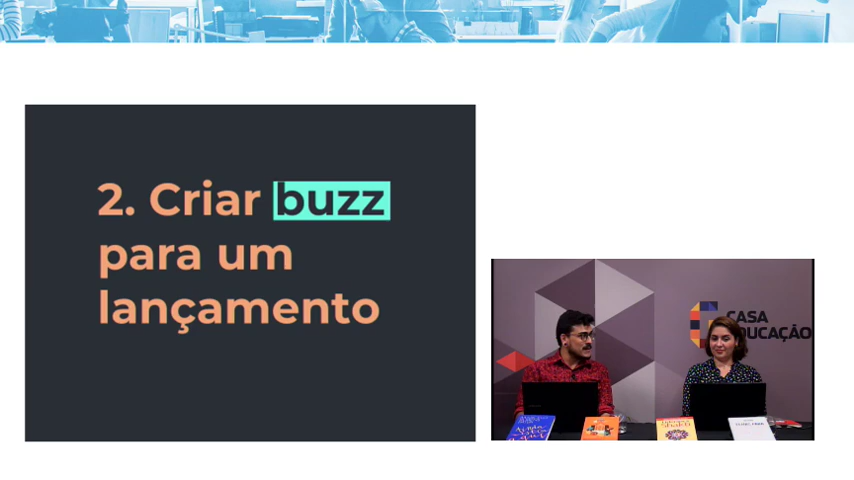 2. Criar buzz
para um
lançamento
CASA
EDUCAÇÃO